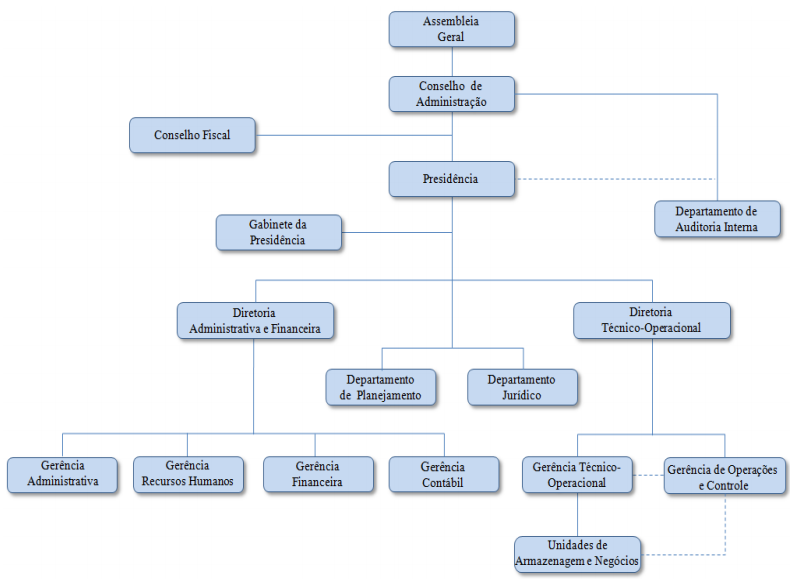 Assembleia
Geral
Conselho de
Administração
Conselho Fiscal
Presidência
Departamento de
Auditoria Interna
Gabinete da
Presidência
Diretoria
Administrativa e Financeira
Diretoria
Técnico-Operacional
Departamento
de Planejamento
Departamento
Jurídico
Gerência
Administrativa
Gerência
Recursos Humanos
Gerência
Financeira
Gerência
Contábil
Gerência Técnico-
Operacional
Gerência de Operações
e Controle
Unidades de
Armazenagem e Negócios